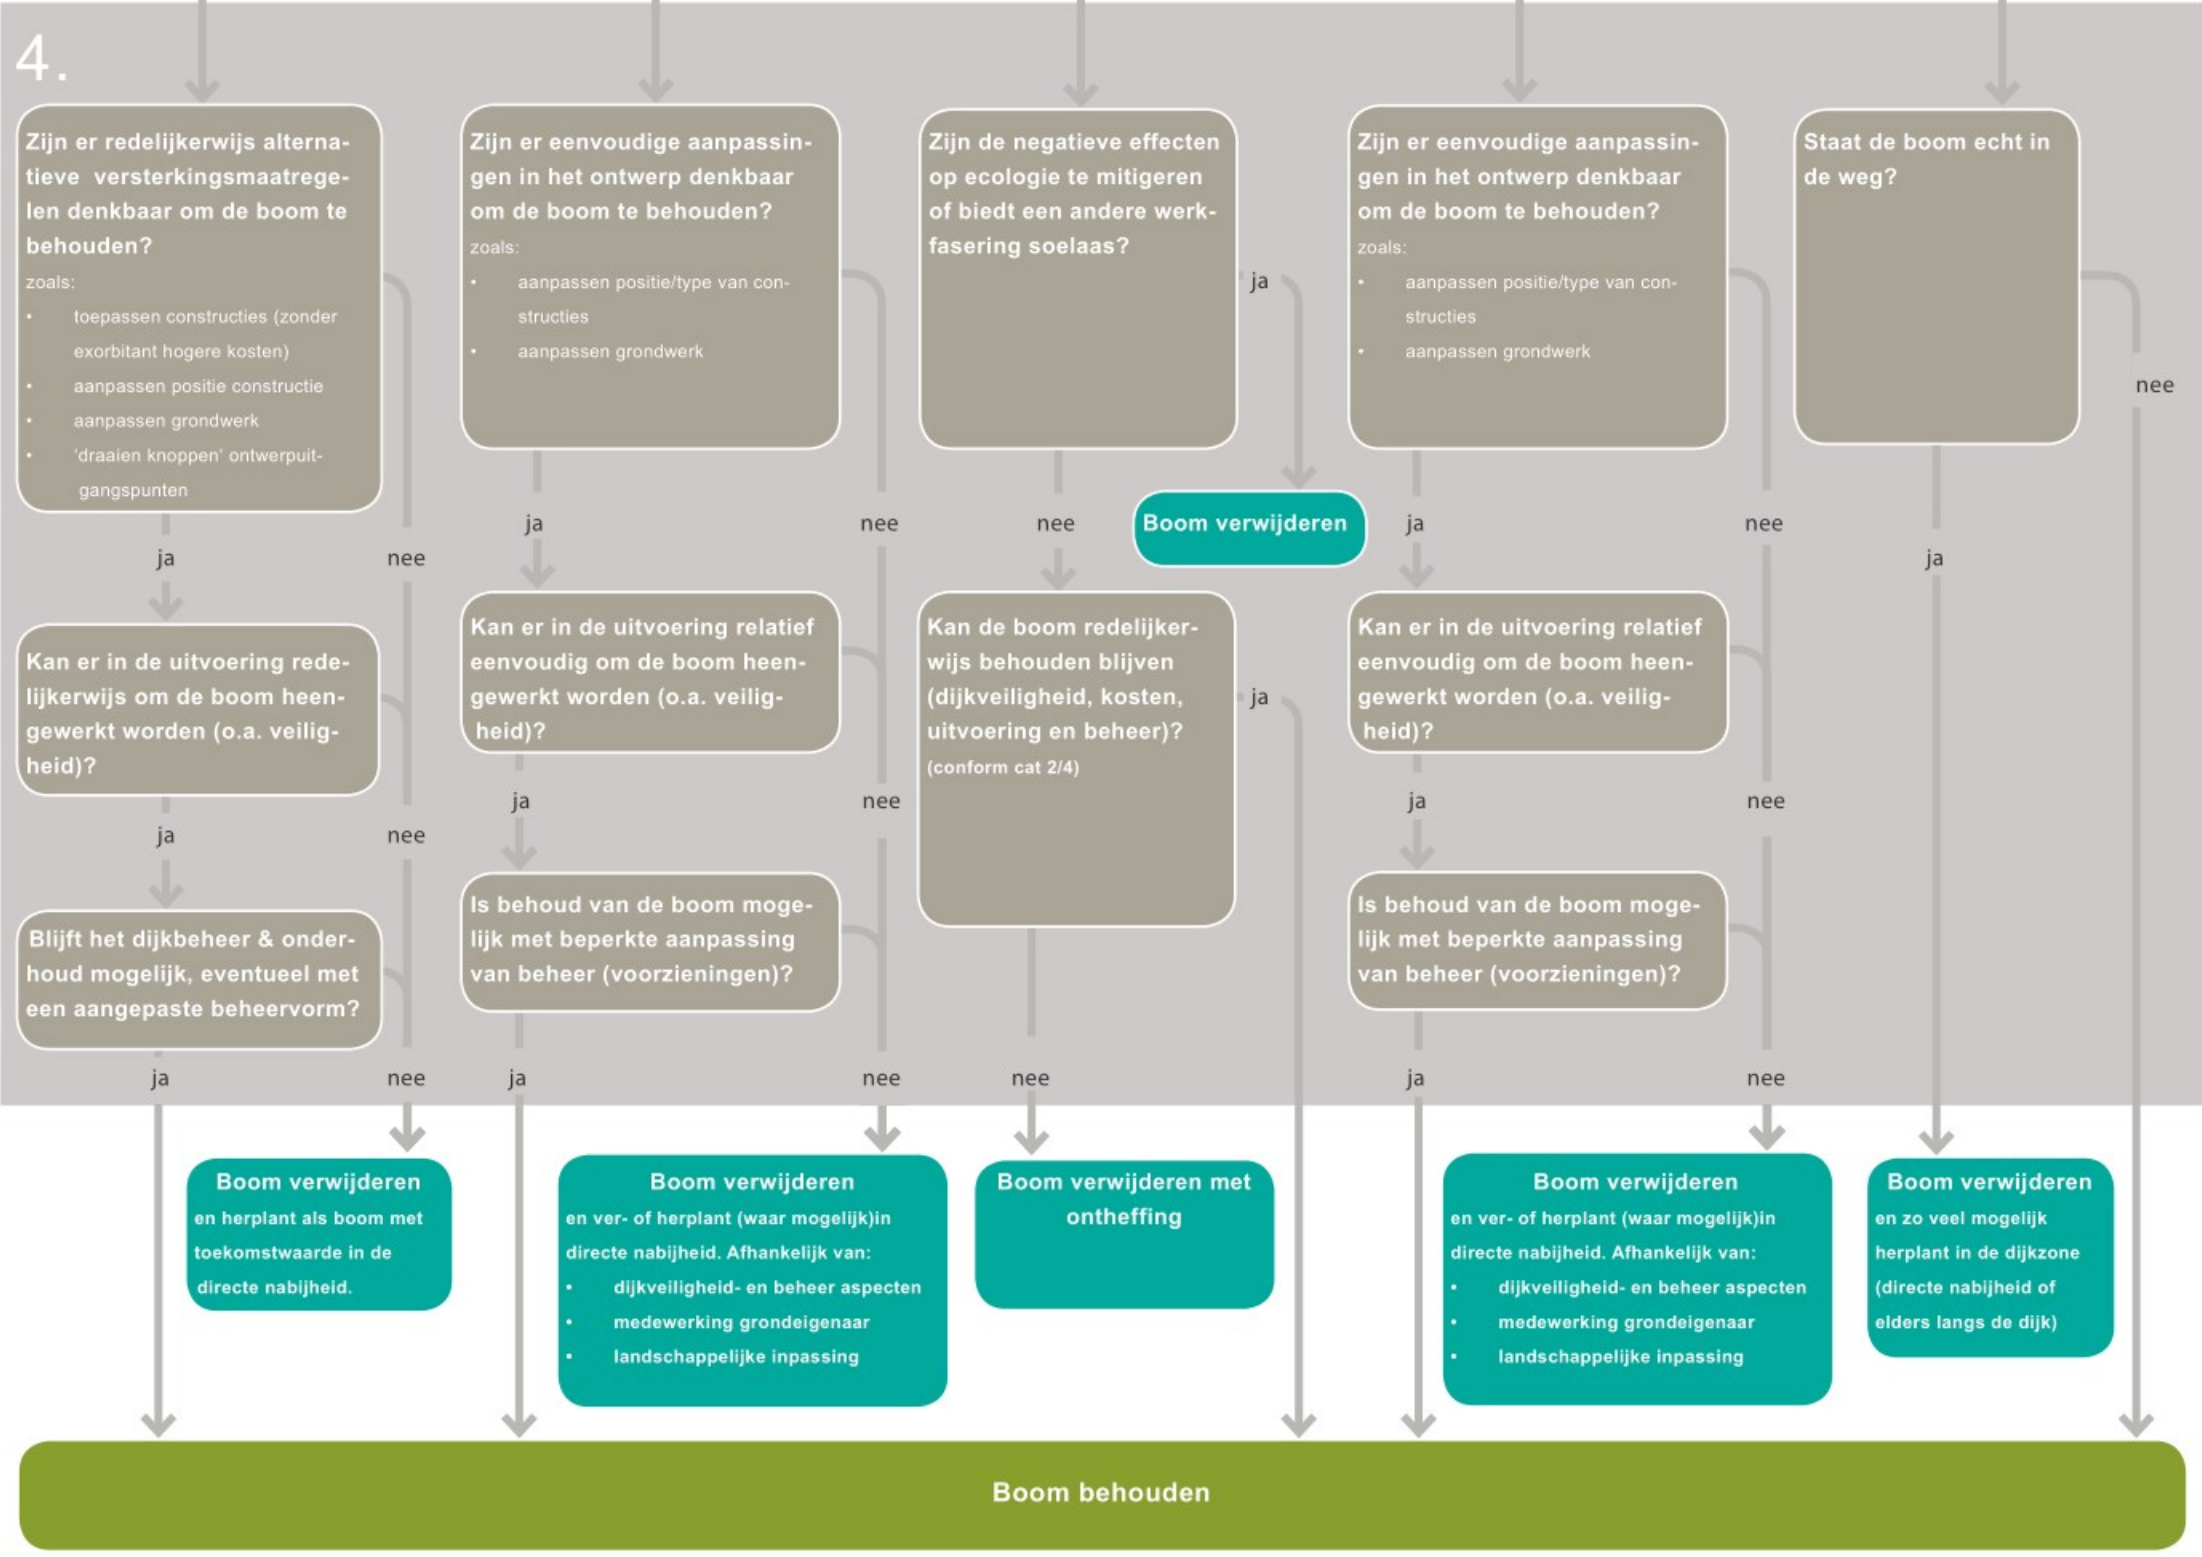 4.
Zijn er redelijkerwijs alterna-
tieve versterkingsmaatrege-
len denkbaar om de boom te
behouden?
zoals:
• toepassen constructies (zonder
exorbitant hogere kosten)
• aanpassen positie constructie
• aanpassen grondwerk
• 'draaien knoppen' ontwerpuit-
gangspunten
ja
nee
Kan er in de uitvoering rede-
lijkerwijs om de boom heen-
gewerkt worden (o.a. veilig-
heid)?
ja
nee
Blijft het dijkbeheer & onder-
houd mogelijk, eventueel met
een aangepaste beheervorm?
ja
nee
Boom verwijderen
en herplant als boom met
toekomstwaarde in de
directe nabijheid.
Zijn er eenvoudige aanpassin-
gen in het ontwerp denkbaar
om de boom te behouden?
zoals:
• aanpassen positie/type van con-
structies
• aanpassen grondwerk
ja
nee
Kan er in de uitvoering relatief
eenvoudig om de boom heen-
gewerkt worden (o.a. veilig-
heid)?
ja
nee
Is behoud van de boom moge-
lijk met beperkte aanpassing
van beheer (voorzieningen)?
ja
nee
Boom verwijderen
en ver- of herplant (waar mogelijk)in
directe nabijheid. Afhankelijk van:
• dijkveiligheid- en beheer aspecten
• medewerking grondeigenaar
• landschappelijke inpassing
Zijn de negatieve effecten
op ecologie te mitigeren
of biedt een andere werk-
fasering soelaas?
ja
Boom verwijderen
nee
Kan de boom redelijker-
wijs behouden blijven
(dijkveiligheid, kosten,
uitvoering en beheer)?
(conform cat 2/4)
ja
nee
Boom verwijderen met
ontheffing
Zijn er eenvoudige aanpassin-
gen in het ontwerp denkbaar
om de boom te behouden?
zoals:
• aanpassen positie/type van con-
structies
• aanpassen grondwerk
ja
nee
Kan er in de uitvoering relatief
eenvoudig om de boom heen-
gewerkt worden (o.a. veilig-
heid)?
ja
nee
Is behoud van de boom moge-
lijk met beperkte aanpassing
van beheer (voorzieningen)?
ja
nee
Boom verwijderen
en ver- of herplant (waar mogelijk)in
directe nabijheid. Afhankelijk van:
• dijkveiligheid- en beheer aspecten
• medewerking grondeigenaar
• landschappelijke inpassing
Staat de boom echt in
de weg?
nee
ja
Boom verwijderen
en zo veel mogelijk
herplant in de dijkzone
(directe nabijheid of
elders langs de dijk)
Boom behouden